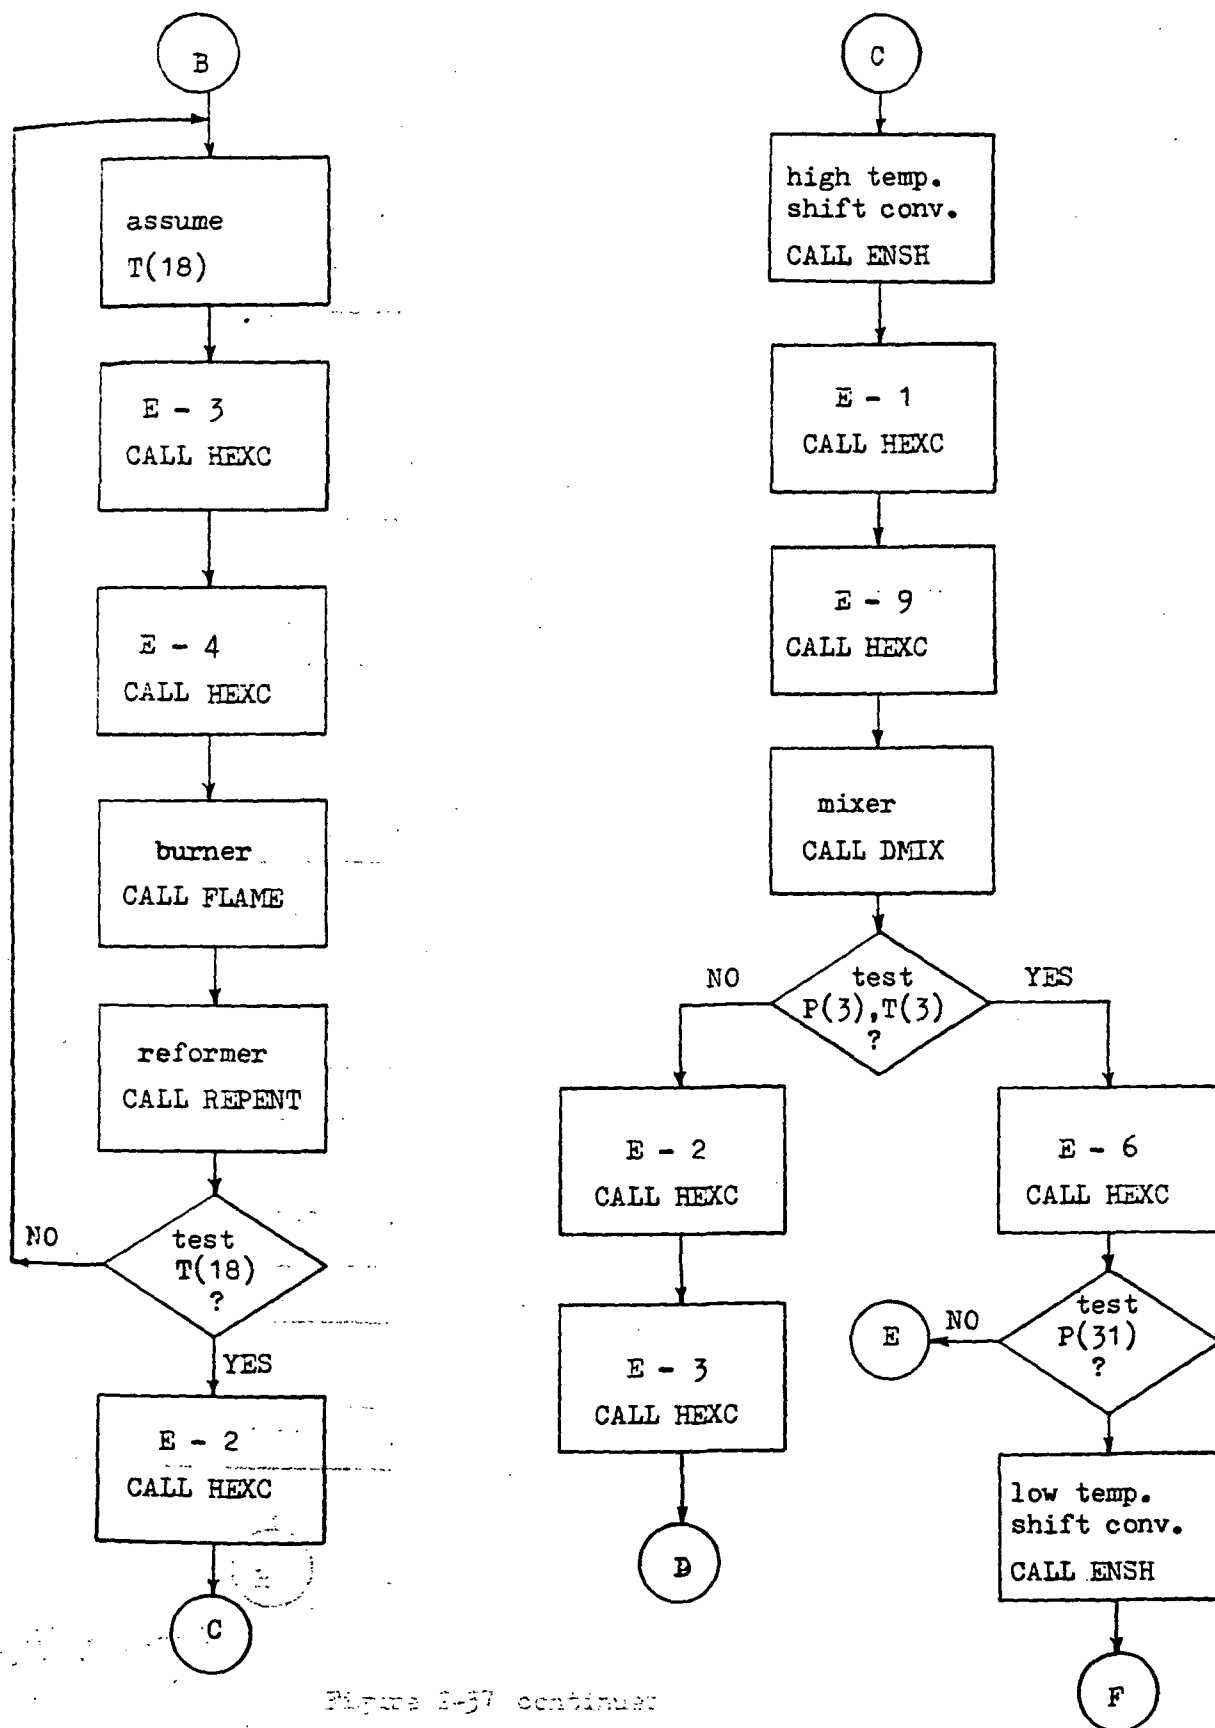 B
assume
T(18)
E - 3
CALL HEXC
E - 4
CALL HEXC
burner
CALL FLAME
reformer
CALL REPENT
test
T(18)
?
NO
YES
E - 2
CALL HEXC
C
C
high temp.
shift conv.
CALL ENSH
E - 1
CALL HEXC
E - 9
CALL HEXC
mixer
CALL DMIX
test
P(3),T(3)
?
NO
YES
E - 2
CALL HEXC
E - 3
CALL HEXC
D
E - 6
CALL HEXC
test
P(31)
?
NO
E
low temp.
shift conv.
CALL ENSH
F
Figure 2-37